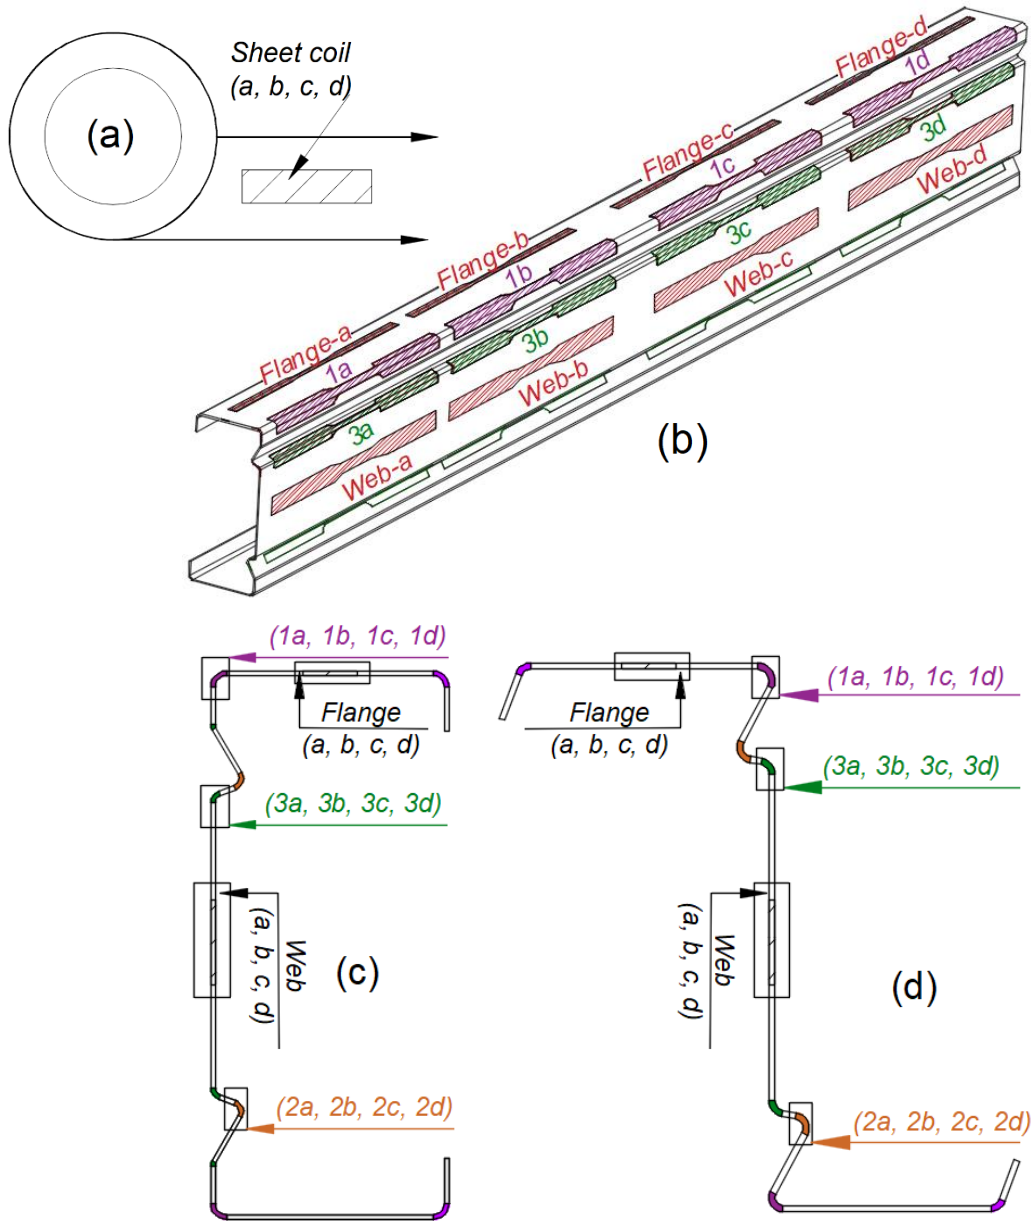 Sheet coil
(a, b, c, d)
(a)
Flange-d
1d
3d
Web-d
Flange-c
1c
3c
Web-c
Flange-b
1b
3b
Web-b
Flange-a
1a
3a
Web-a
(b)
(1a, 1b, 1c, 1d)
Flange
(a, b, c, d)
(3a, 3b, 3c, 3d)
Web
(a, b, c, d)
(c)
(2a, 2b, 2c, 2d)
(1a, 1b, 1c, 1d)
Flange
(a, b, c, d)
(3a, 3b, 3c, 3d)
Web
(a, b, c, d)
(d)
(2a, 2b, 2c, 2d)